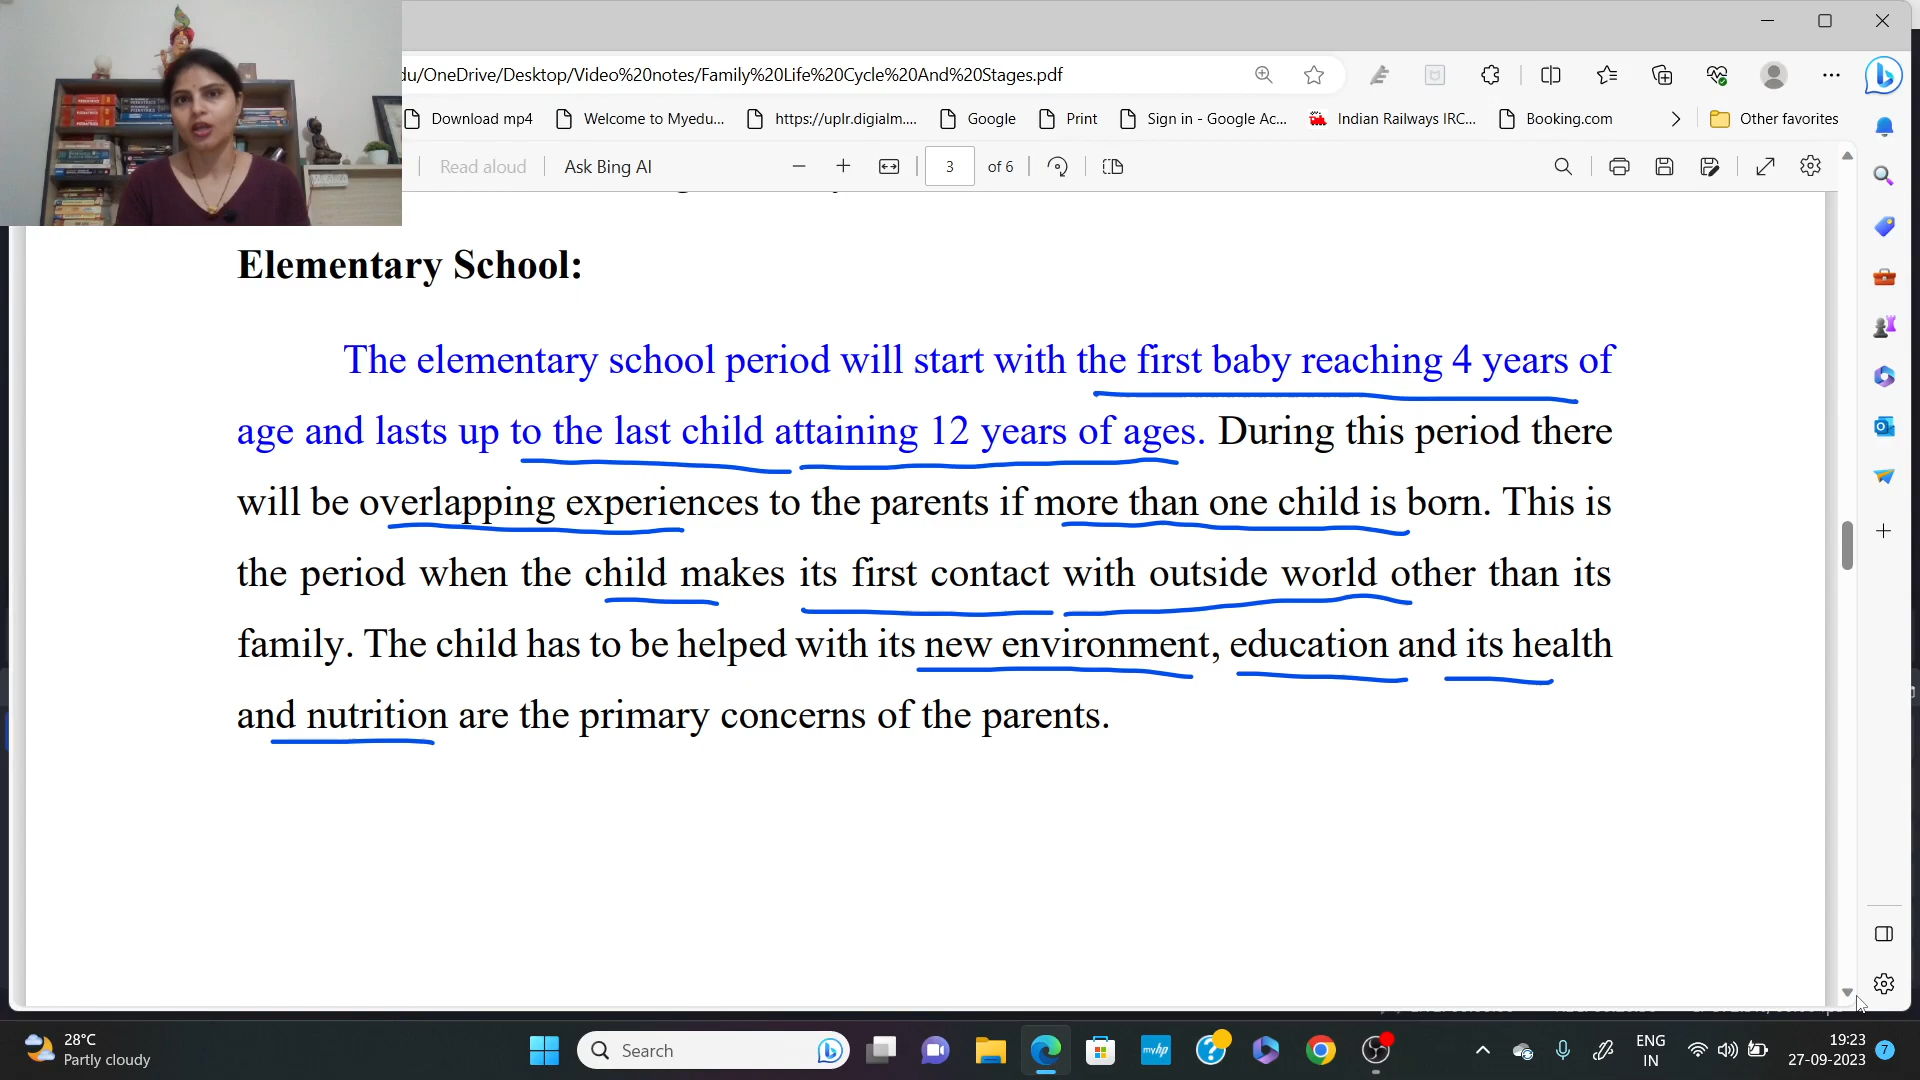 du/OneDrive/Desktop/Video%20notes/Family%20Life%20Cycle%20And%20Stages.pdf
Download mp4 Welcome to Myedu... https://uplr.digialm.... Google Print Sign in - Google Ac... Indian Railways IRC... Booking.com Other favorites
Read aloud Ask Bing AI 3 of 6
Elementary School:
The elementary school period will start with the first baby reaching 4 years of
age and lasts up to the last child attaining 12 years of ages. During this period there
will be overlapping experiences to the parents if more than one child is born. This is
the period when the child makes its first contact with outside world other than its
family. The child has to be helped with its new environment, education and its health
and nutrition are the primary concerns of the parents.
28°C
Partly cloudy
Search
myhp
ENG
IN
19:23
27-09-2023
7